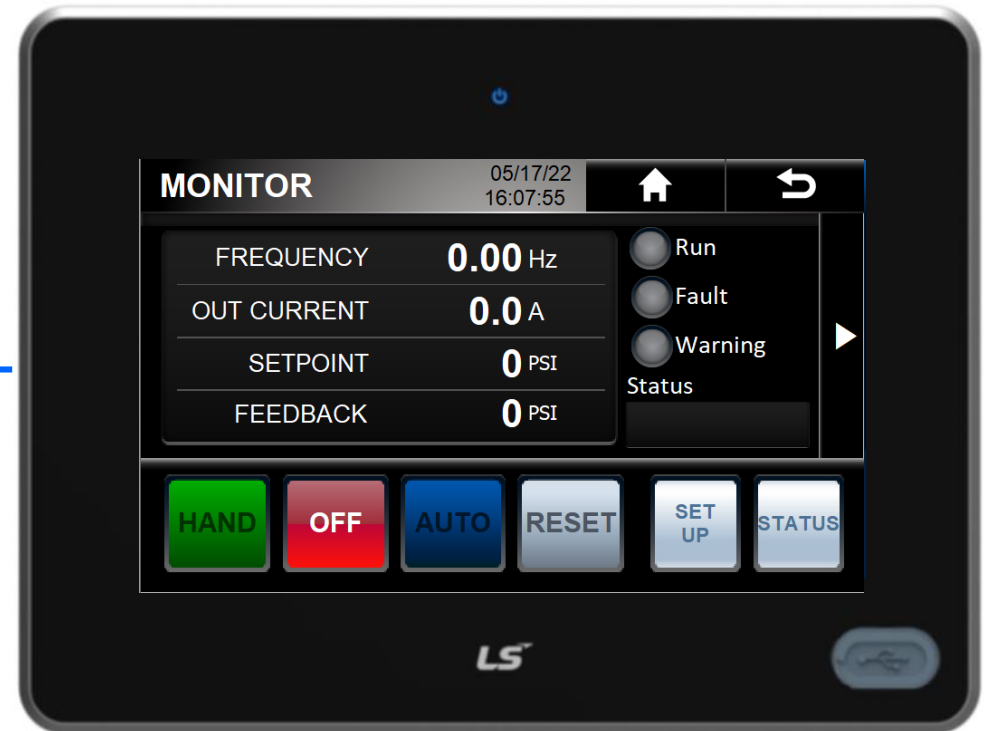 MONITOR
05/17/22
16:07:55
FREQUENCY 0.00 Hz
OUT CURRENT 0.0 A
SETPOINT 0 PSI
FEEDBACK 0 PSI
Run
Fault
Warning
Status
HAND OFF AUTO RESET SET UP STATUS
LS